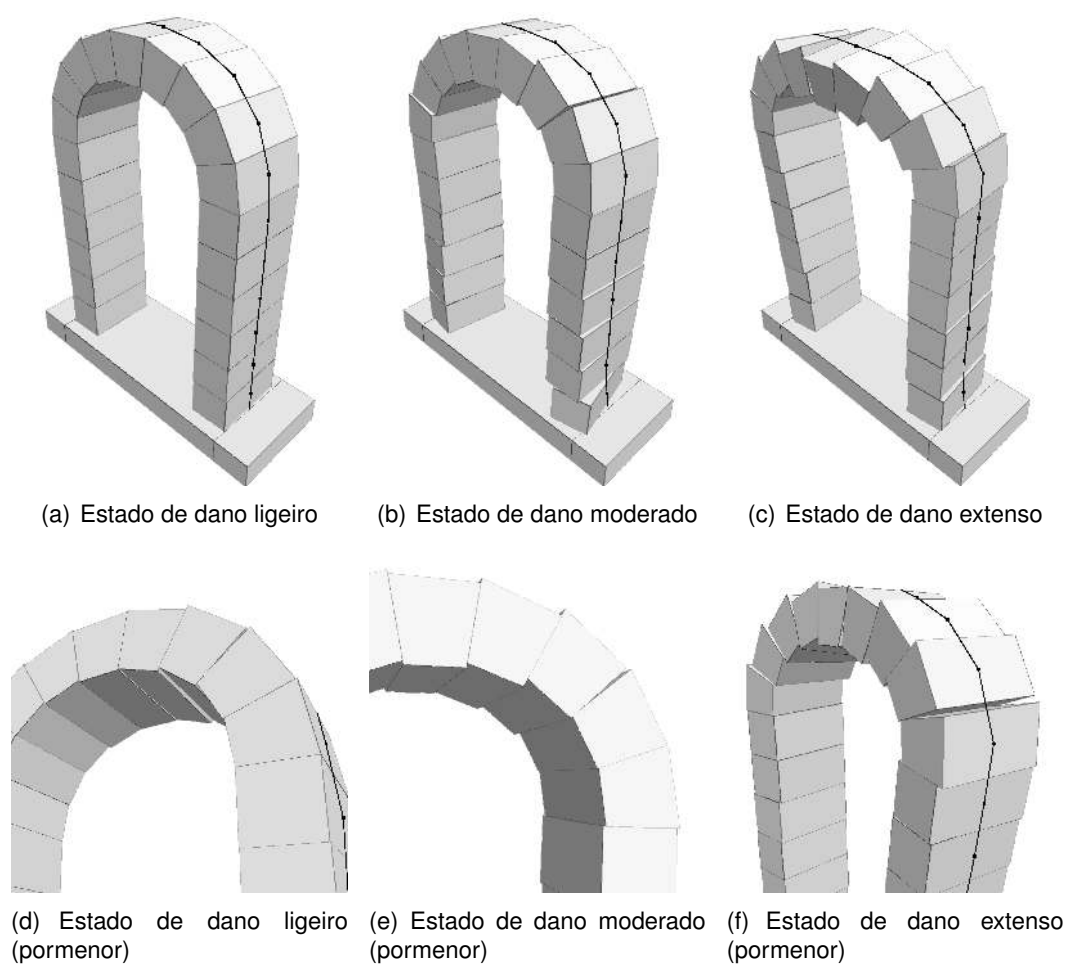 (a) Estado de dano ligeiro
(b) Estado de dano moderado
(c) Estado de dano extenso
(d) Estado de dano ligeiro
(pormenor)
(e) Estado de dano moderado
(pormenor)
(f) Estado de dano extenso
(pormenor)